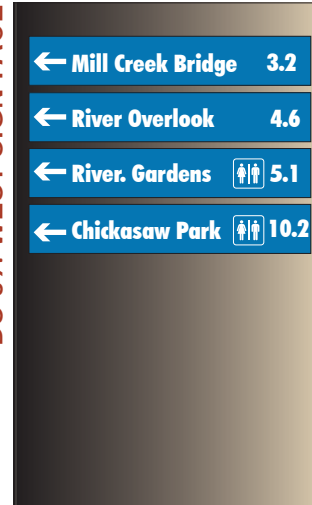 Mill Creek Bridge 3.2
River Overlook 4.6
River. Gardens 5.1
Chickasaw Park 10.2